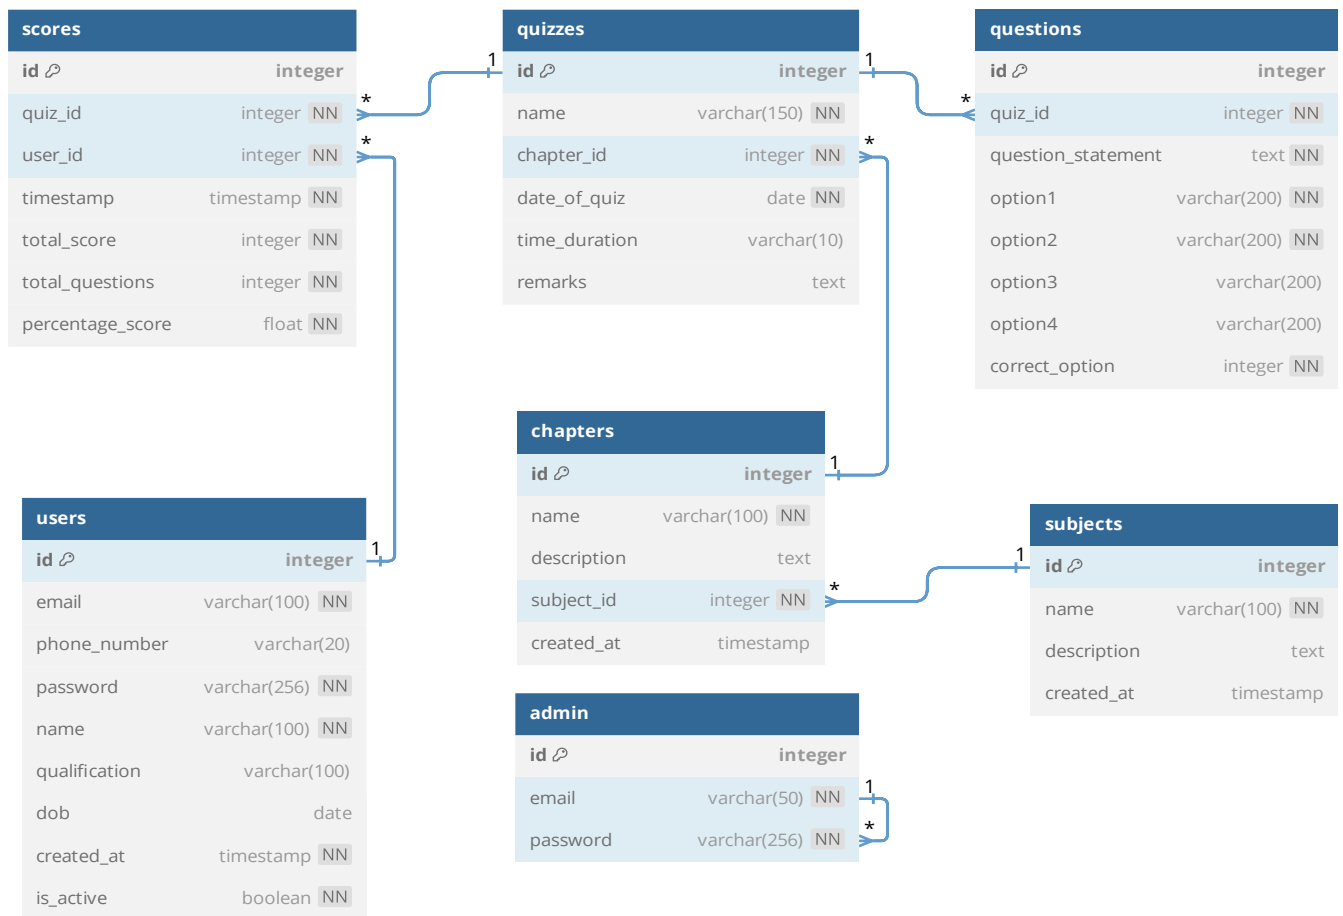 scores
id integer
quiz_id integer NN
user_id integer NN
timestamp timestamp NN
total_score integer NN
total_questions integer NN
percentage_score float NN
1
*
*
quizzes
id integer
name varchar(150) NN
chapter_id integer NN
date_of_quiz date NN
time_duration varchar(10)
remarks text
1
*
*
questions
id integer
quiz_id integer NN
question_statement text NN
option1 varchar(200) NN
option2 varchar(200) NN
option3 varchar(200)
option4 varchar(200)
correct_option integer NN
users
id integer
email varchar(100) NN
phone_number varchar(20)
password varchar(256) NN
name varchar(100) NN
qualification varchar(100)
dob date
created_at timestamp NN
is_active boolean NN
1
chapters
id integer
name varchar(100) NN
description text
subject_id integer NN
created_at timestamp
1
*
1
subjects
id integer
name varchar(100) NN
description text
created_at timestamp
admin
id integer
email varchar(50) NN
password varchar(256) NN
1
*